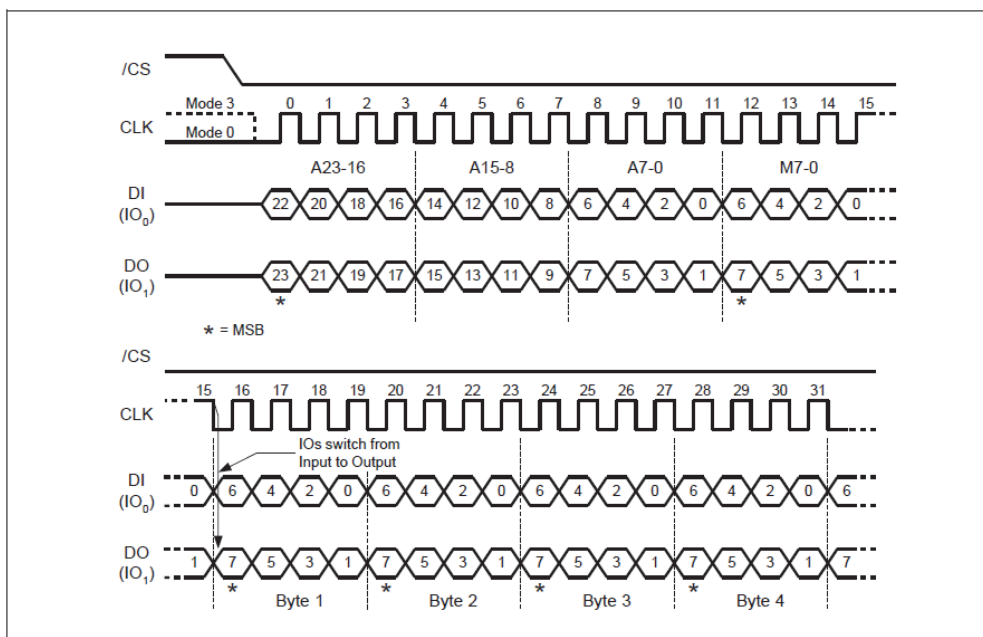 /CS
Mode 3 0 1 2 3 4 5 6 7 8 9 10 11 12 13 14 15
CLK Mode 0
A23-16 A15-8 A7-0 M7-0
DI
(IO0)
22 20 18 16 14 12 10 8 6 4 2 0 6 4 2 0
DO
(IO1)
23 21 19 17 15 13 11 9 7 5 3 1 7 5 3 1
* *
* = MSB
/CS
15 16 17 18 19 20 21 22 23 24 25 26 27 28 29 30 31
CLK
IOs switch from
Input to Output
DI
(IO0)
0 6 4 2 0 6 4 2 0 6 4 2 0 6 4 2 0 6
DO
(IO1)
1 7 5 3 1 7 5 3 1 7 5 3 1 7 5 3 1 7
* * * *
Byte 1 Byte 2 Byte 3 Byte 4